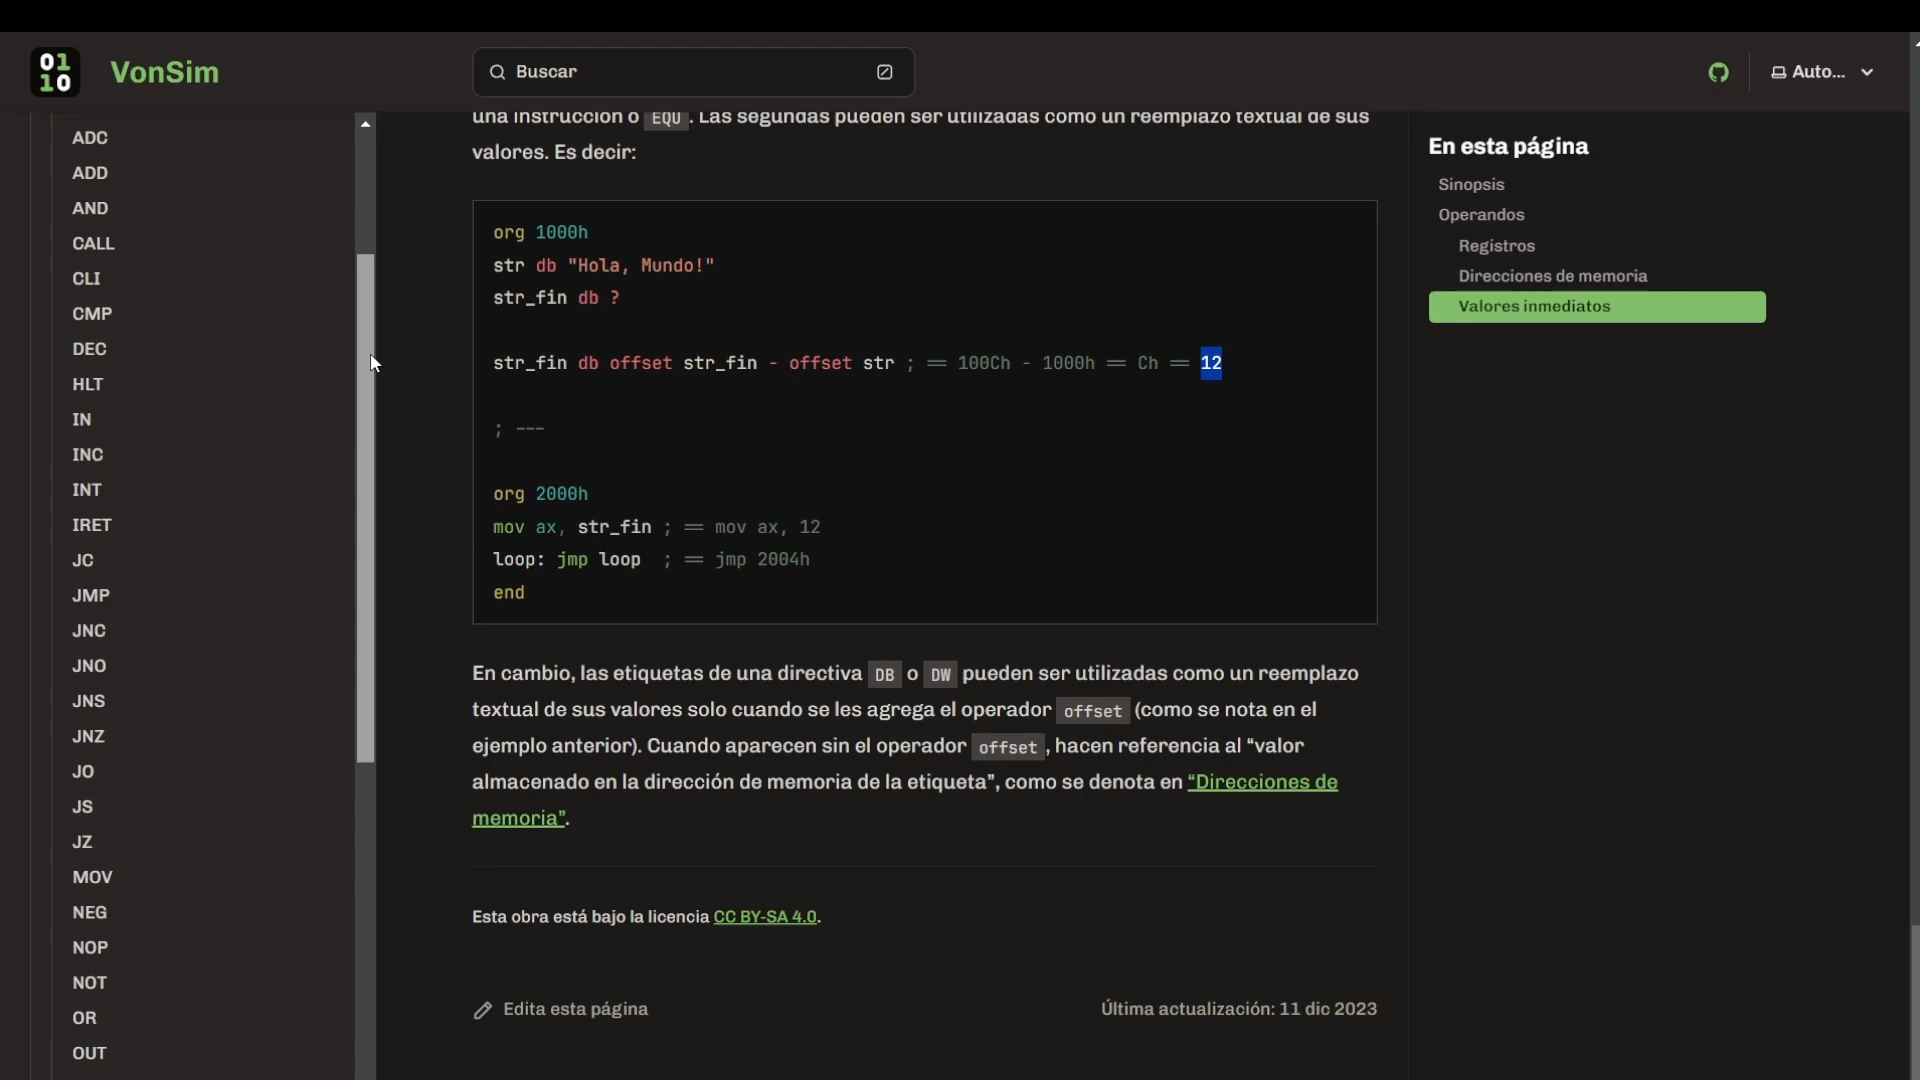 01
10
VonSim
Buscar
Auto...
ADC
ADD
AND
CALL
CLI
CMP
DEC
HLT
IN
INC
INT
IRET
JC
JMP
JNC
JNO
JNS
JNZ
JO
JS
JZ
MOV
NEG
NOP
NOT
OR
OUT
una instrucción o EQU. Las segundas pueden ser utilizadas como un reemplazo textual de sus
valores. Es decir:
org 1000h
str db "Hola, Mundo!"
str_fin db ?
str_fin db offset str_fin - offset str ; == 100Ch - 1000h == Ch == 12
; ---
org 2000h
mov ax, str_fin ; == mov ax, 12
loop: jmp loop ; == jmp 2004h
end
En cambio, las etiquetas de una directiva DB o DW pueden ser utilizadas como un reemplazo
textual de sus valores solo cuando se les agrega el operador offset (como se nota en el
ejemplo anterior). Cuando aparecen sin el operador offset, hacen referencia al “valor
almacenado en la dirección de memoria de la etiqueta”, como se denota en “Direcciones de
memoria”.
Esta obra está bajo la licencia CC BY-SA 4.0.
Edita esta página
Última actualización: 11 dic 2023
En esta página
Sinopsis
Operandos
Registros
Direcciones de memoria
Valores inmediatos